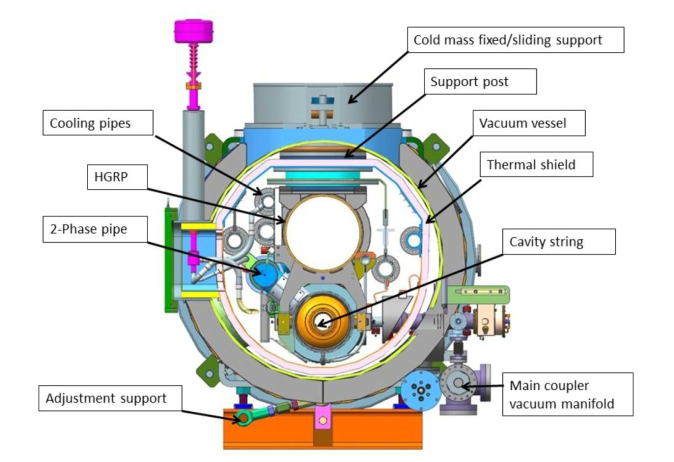 Cold mass fixed/sliding support
Support post
Cooling pipes
Vacuum vessel
Thermal shield
HGRP
2-Phase pipe
Cavity string
Adjustment support
Main coupler
vacuum manifold